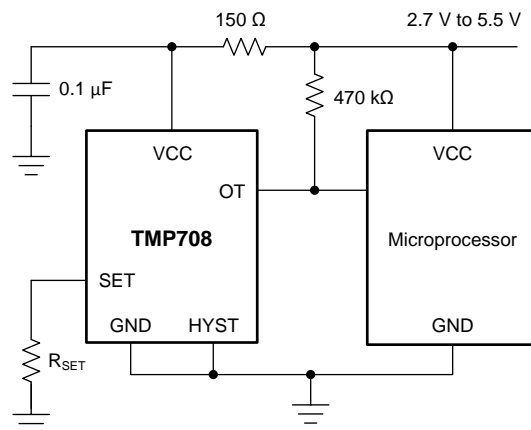 150 Ω
2.7 V to 5.5 V
0.1 µF
470 kΩ
VCC
VCC
OT
TMP708
Microprocessor
SET
GND
HYST
GND
RSET